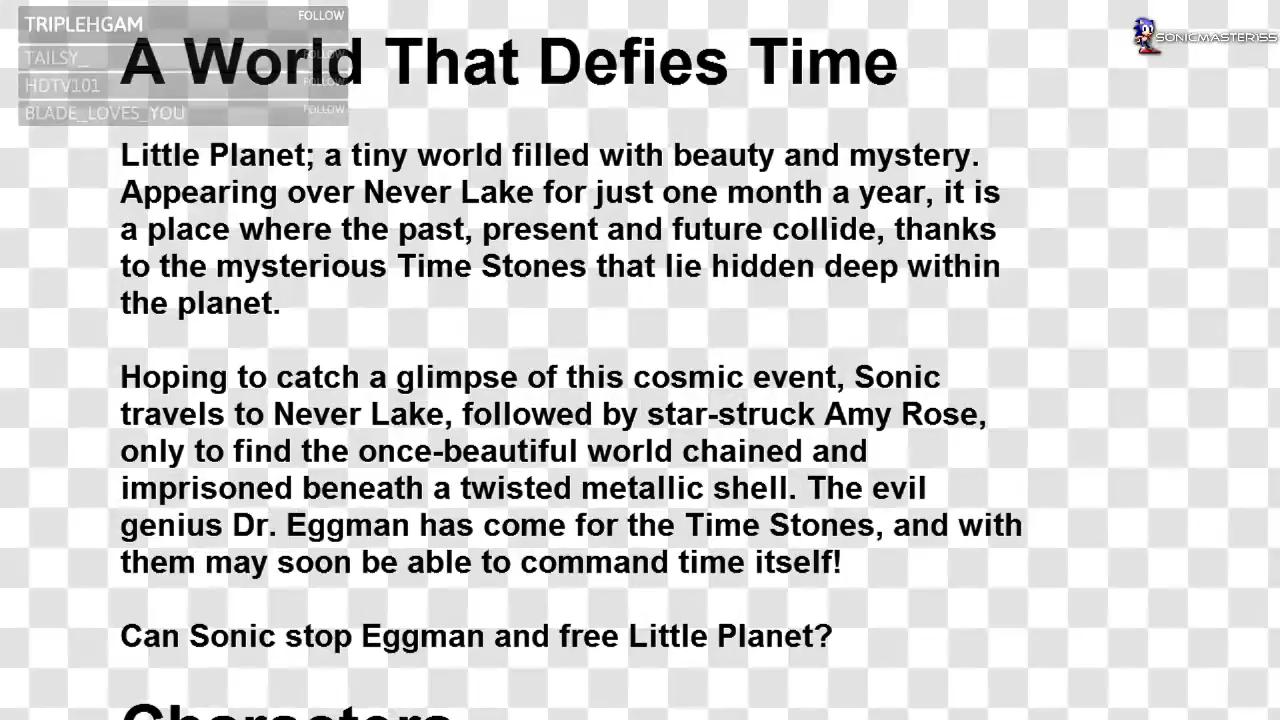 TRIPLEHGAM FOLLOW
TAILSY_ FOLLOW
HDTV101 FOLLOW
BLADE_LOVES_YOU FOLLOW
SONICMASTER155
A World That Defies Time
Little Planet; a tiny world filled with beauty and mystery.
Appearing over Never Lake for just one month a year, it is
a place where the past, present and future collide, thanks
to the mysterious Time Stones that lie hidden deep within
the planet.
Hoping to catch a glimpse of this cosmic event, Sonic
travels to Never Lake, followed by star-struck Amy Rose,
only to find the once-beautiful world chained and
imprisoned beneath a twisted metallic shell. The evil
genius Dr. Eggman has come for the Time Stones, and with
them may soon be able to command time itself!
Can Sonic stop Eggman and free Little Planet?
Characters